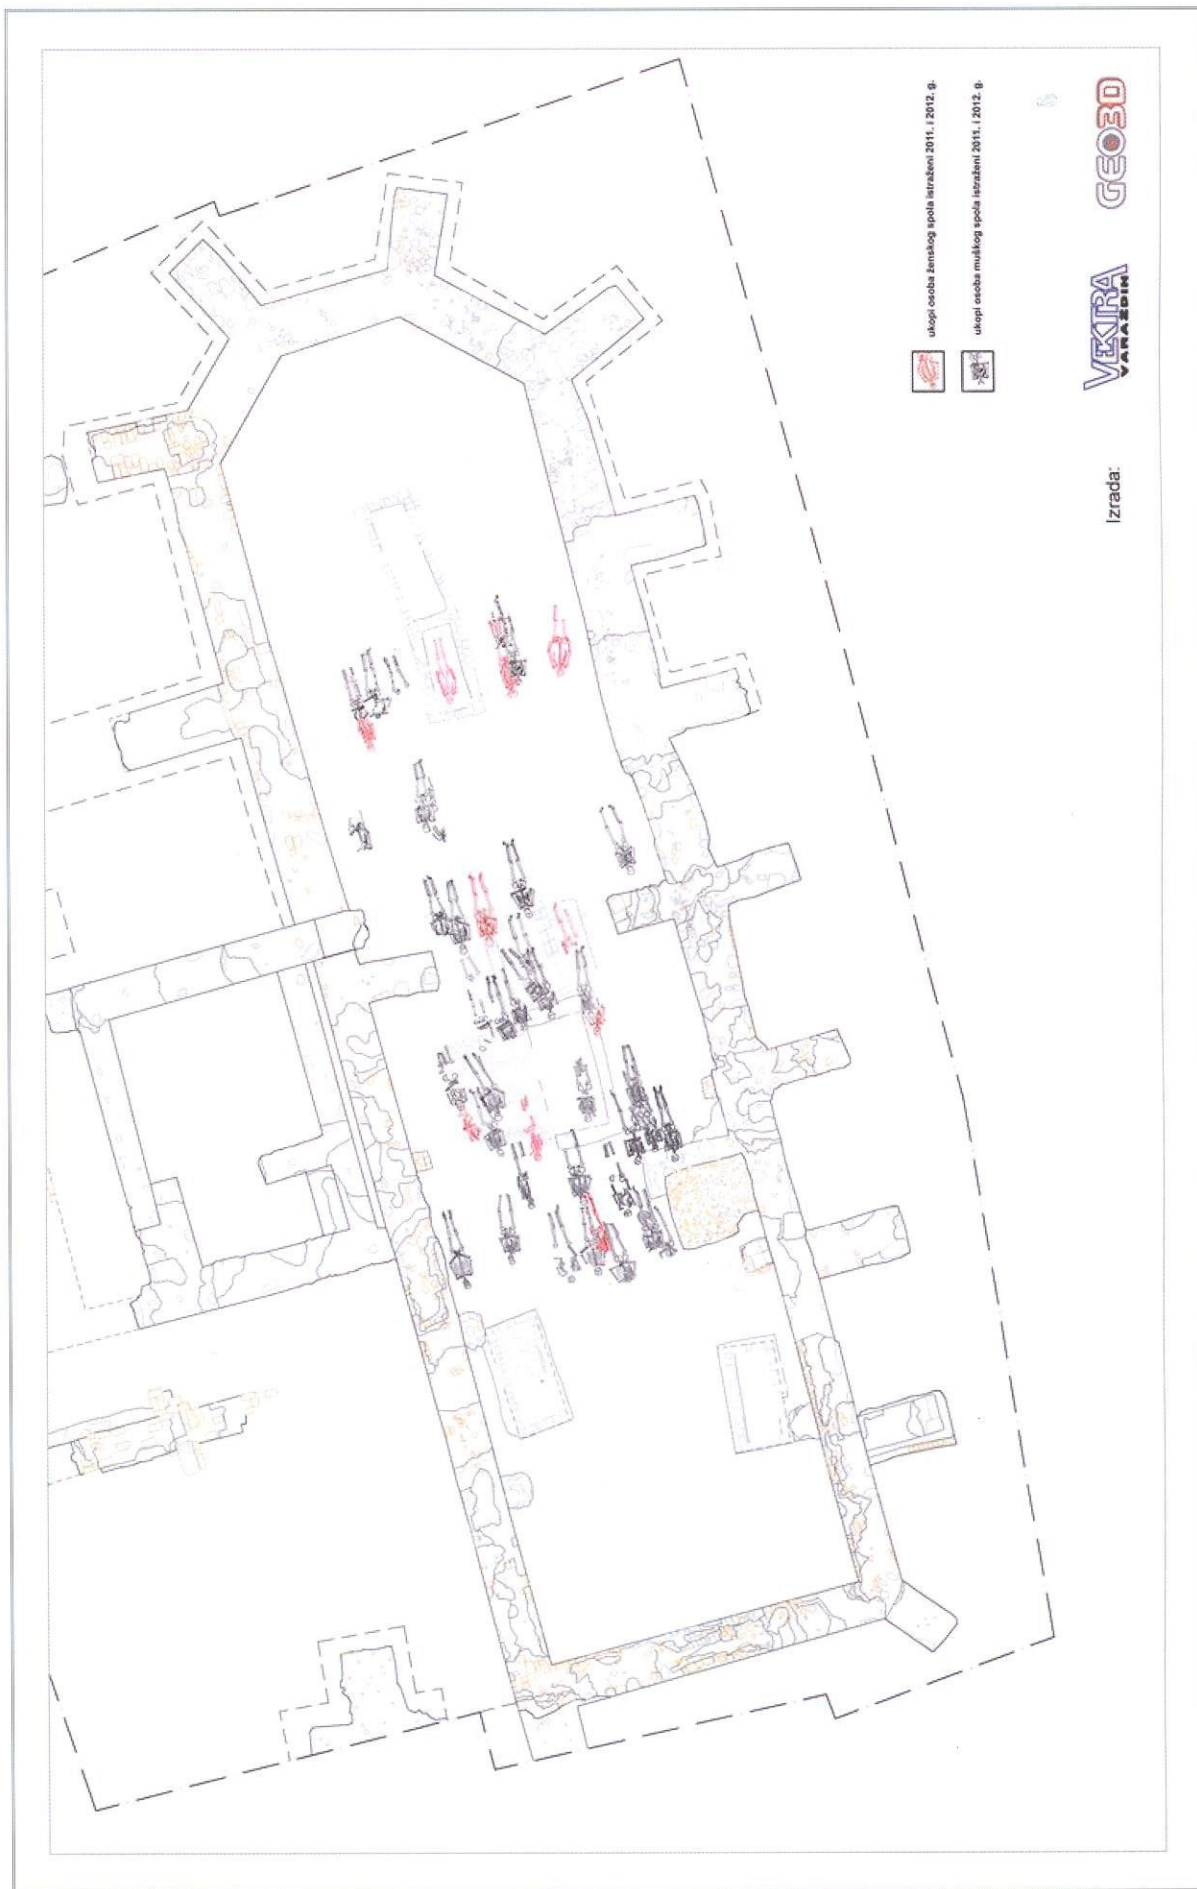 ukopi osoba ženskog spola istraženi 2011. i 2012. g.
ukopi osoba muškog spola istraženi 2011. i 2012. g.
Izrada:
VEKTRA
VARAŽDIN
GEO3D